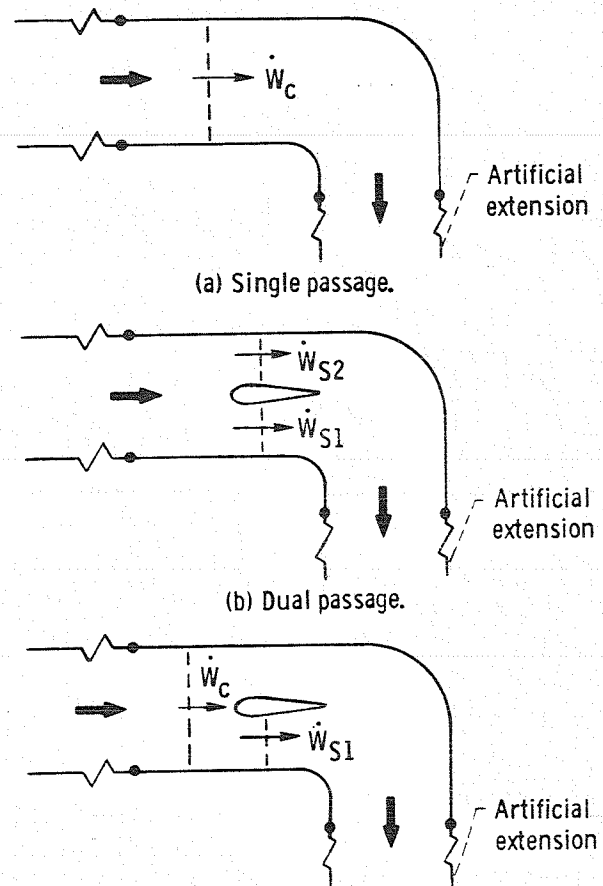 Ẇc
Artificial
extension
(a) Single passage.
ẆS2
ẆS1
Artificial
extension
(b) Dual passage.
Ẇc
ẆS1
Artificial
extension